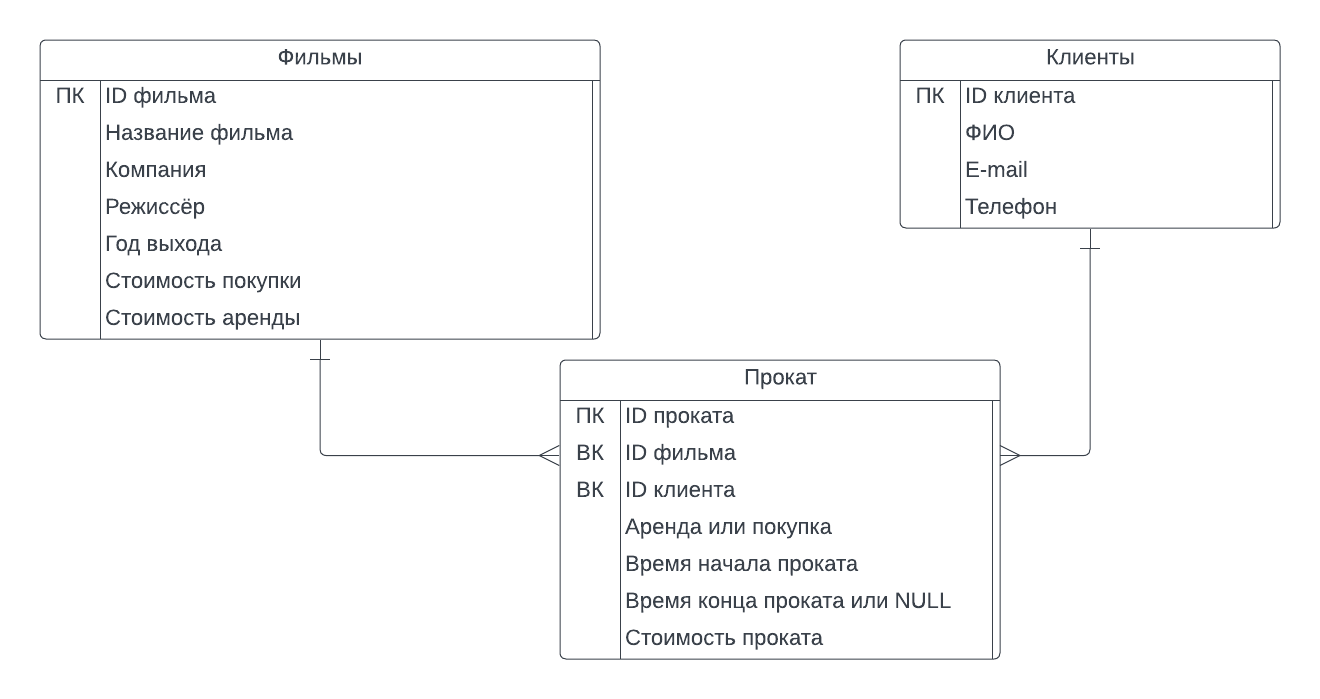 Фильмы
ПК ID фильма
Название фильма
Компания
Режиссёр
Год выхода
Стоимость покупки
Стоимость аренды
Клиенты
ПК ID клиента
ФИО
E-mail
Телефон
Прокат
ПК ID проката
ВК ID фильма
ВК ID клиента
Аренда или покупка
Время начала проката
Время конца проката или NULL
Стоимость проката